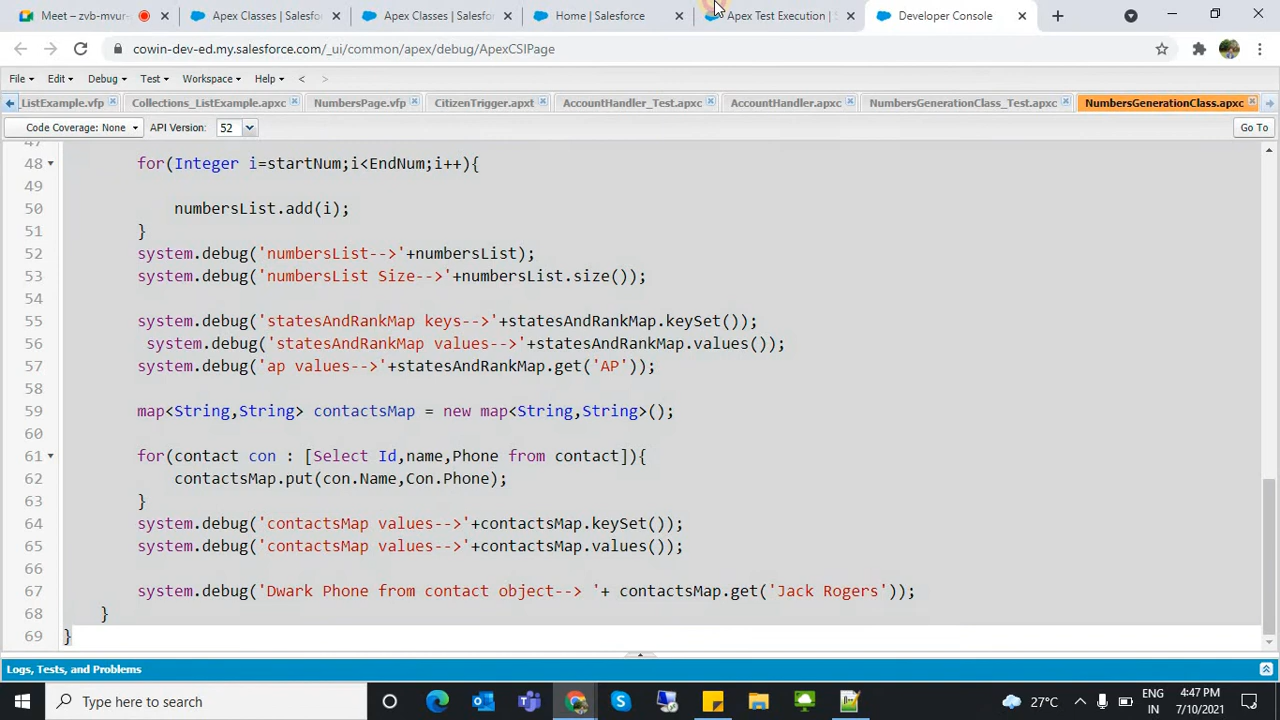 Meet – zvb-mvur
Apex Classes | Salesfo
Apex Classes | Salesfo
Home | Salesforce
Apex Test Execution |
Developer Console
cowin-dev-ed.my.salesforce.com/_ui/common/apex/debug/ApexCSIPage
File Edit Debug Test Workspace Help < >
ListExample.vfp
Collections_ListExample.apxc
NumbersPage.vfp
CitizenTrigger.apxt
AccountHandler_Test.apxc
AccountHandler.apxc
NumbersGenerationClass_Test.apxc
NumbersGenerationClass.apxc
Code Coverage: None API Version: 52 Go To
47
48 for(Integer i=startNum;i<EndNum;i++){
49
50 numbersList.add(i);
51 }
52 system.debug('numbersList-->'+numbersList);
53 system.debug('numbersList Size-->'+numbersList.size());
54
55 system.debug('statesAndRankMap keys-->'+statesAndRankMap.keySet());
56 system.debug('statesAndRankMap values-->'+statesAndRankMap.values());
57 system.debug('ap values-->'+statesAndRankMap.get('AP'));
58
59 map<String,String> contactsMap = new map<String,String>();
60
61 for(contact con : [Select Id,name,Phone from contact]){
62 contactsMap.put(con.Name,Con.Phone);
63 }
64 system.debug('contactsMap values-->'+contactsMap.keySet());
65 system.debug('contactsMap values-->'+contactsMap.values());
66
67 system.debug('Dwark Phone from contact object--> '+ contactsMap.get('Jack Rogers'));
68 }
69 }
Logs, Tests, and Problems
Type here to search
27°C
ENG
IN
4:47 PM
7/10/2021